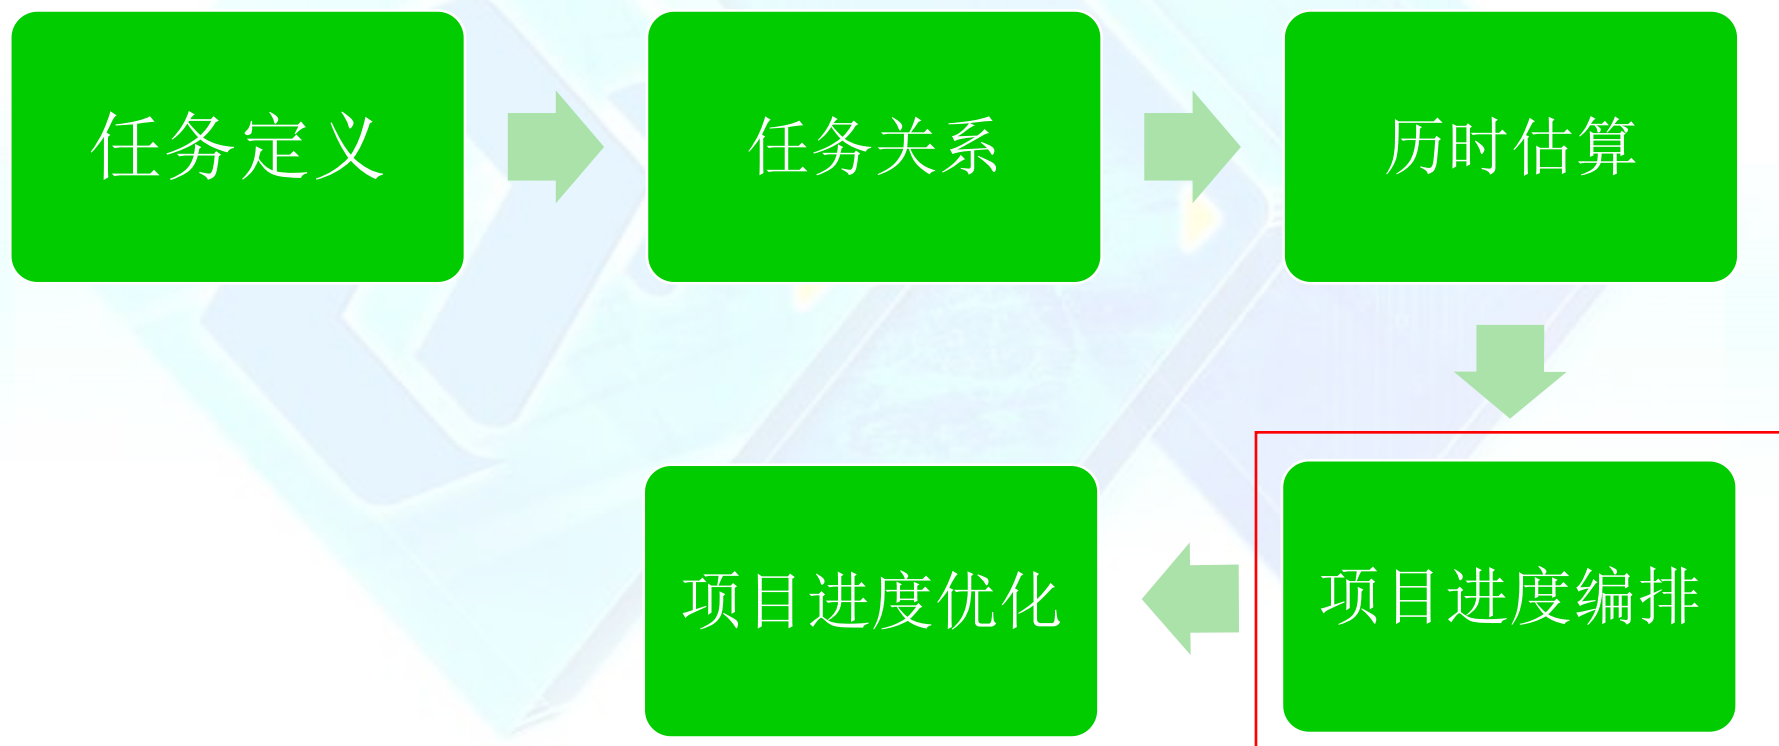 任务定义
任务关系
历时估算
项目进度编排
项目进度优化